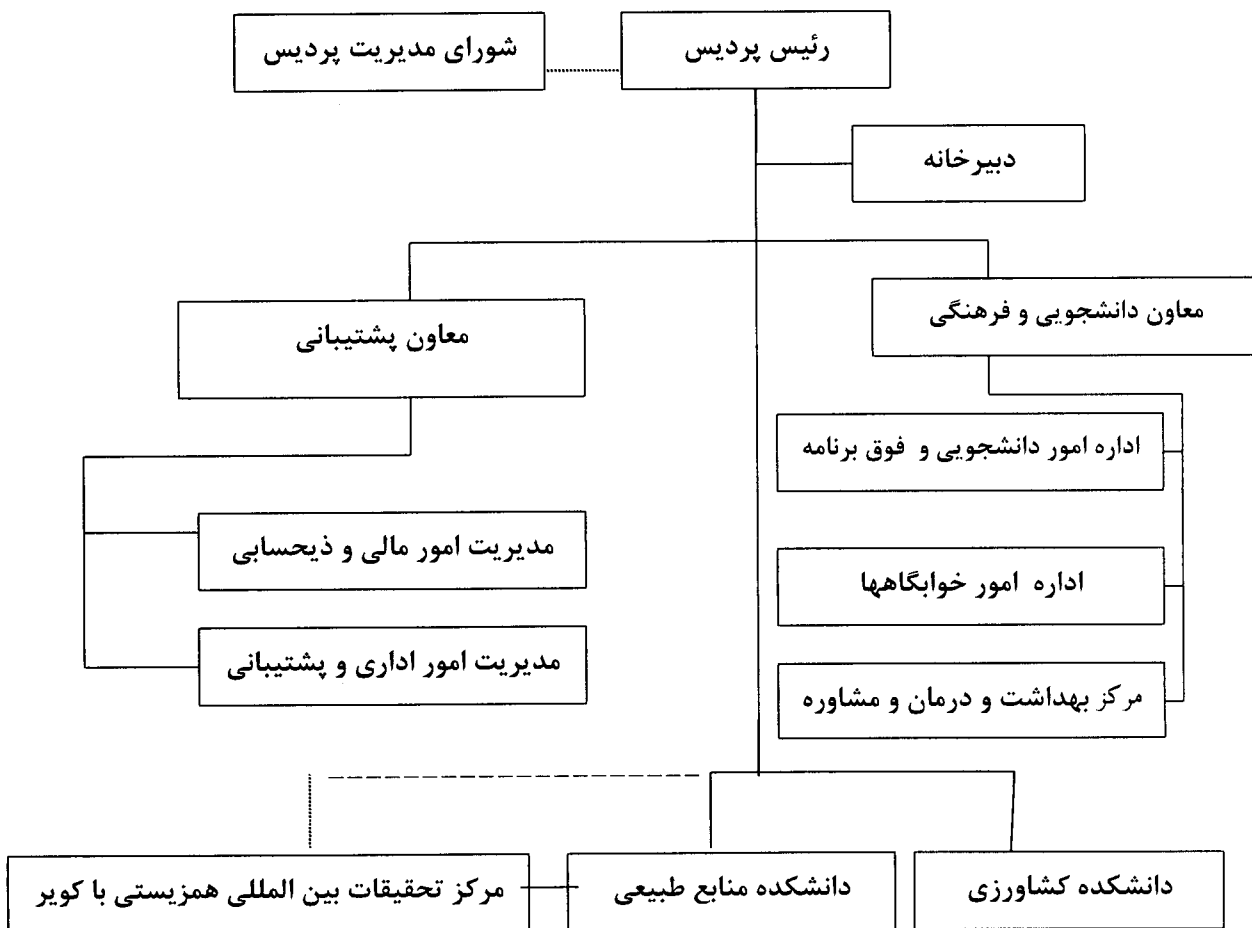 رئیس پردیس
شورای مدیریت پردیس
دبیرخانه
معاون دانشجویی و فرهنگی
معاون پشتیبانی
اداره امور دانشجویی و فوق برنامه
مدیریت امور مالی و ذیحسابی
اداره امور خوابگاهها
مدیریت امور اداری و پشتیبانی
مرکز بهداشت و درمان و مشاوره
دانشکده کشاورزی
دانشکده منابع طبیعی
مرکز تحقیقات بین المللی همزیستی با کویر